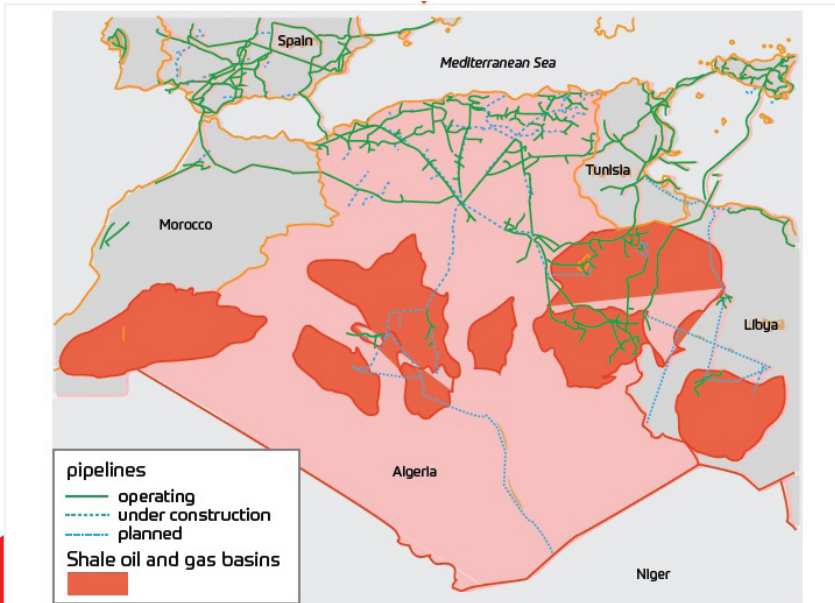 Spain
Mediterranean Sea
Tunisia
Morocco
Libya
Algeria
Niger
pipelines
operating
under construction
planned
Shale oil and gas basins